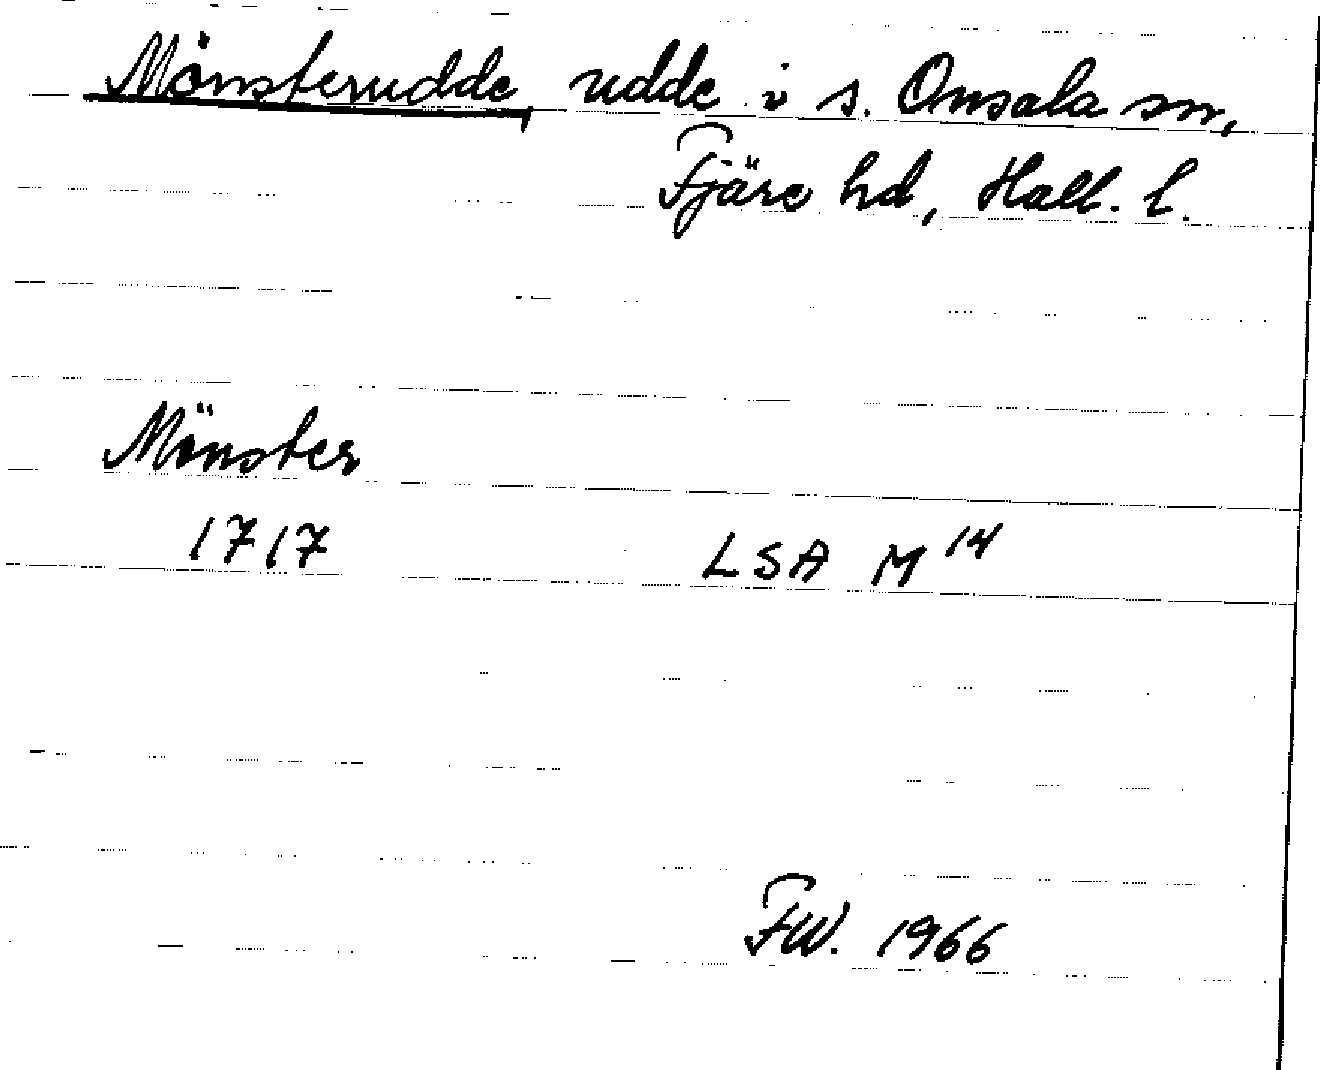 Mönsterudde, udde i s. Onsala sn,
Fjäre hd, Hall. l.
Mönster
1717 LSA M 14
FW. 1966